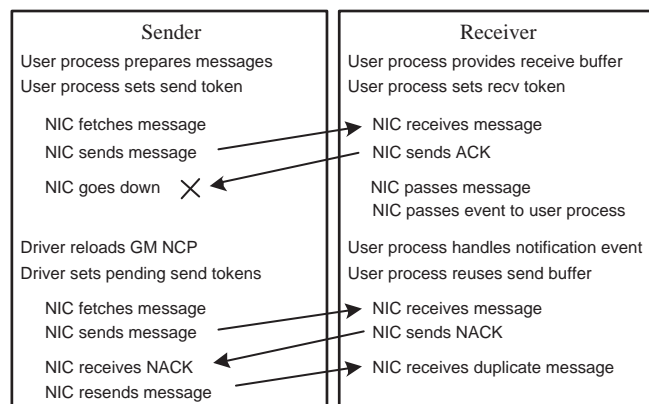 Sender
User process prepares messages
User process sets send token
NIC fetches message
NIC sends message
NIC goes down
Driver reloads GM NCP
Driver sets pending send tokens
NIC fetches message
NIC sends message
NIC receives NACK
NIC resends message
Receiver
User process provides receive buffer
User process sets recv token
NIC receives message
NIC sends ACK
NIC passes message
NIC passes event to user process
User process handles notification event
User process reuses send buffer
NIC receives message
NIC sends NACK
NIC receives duplicate message